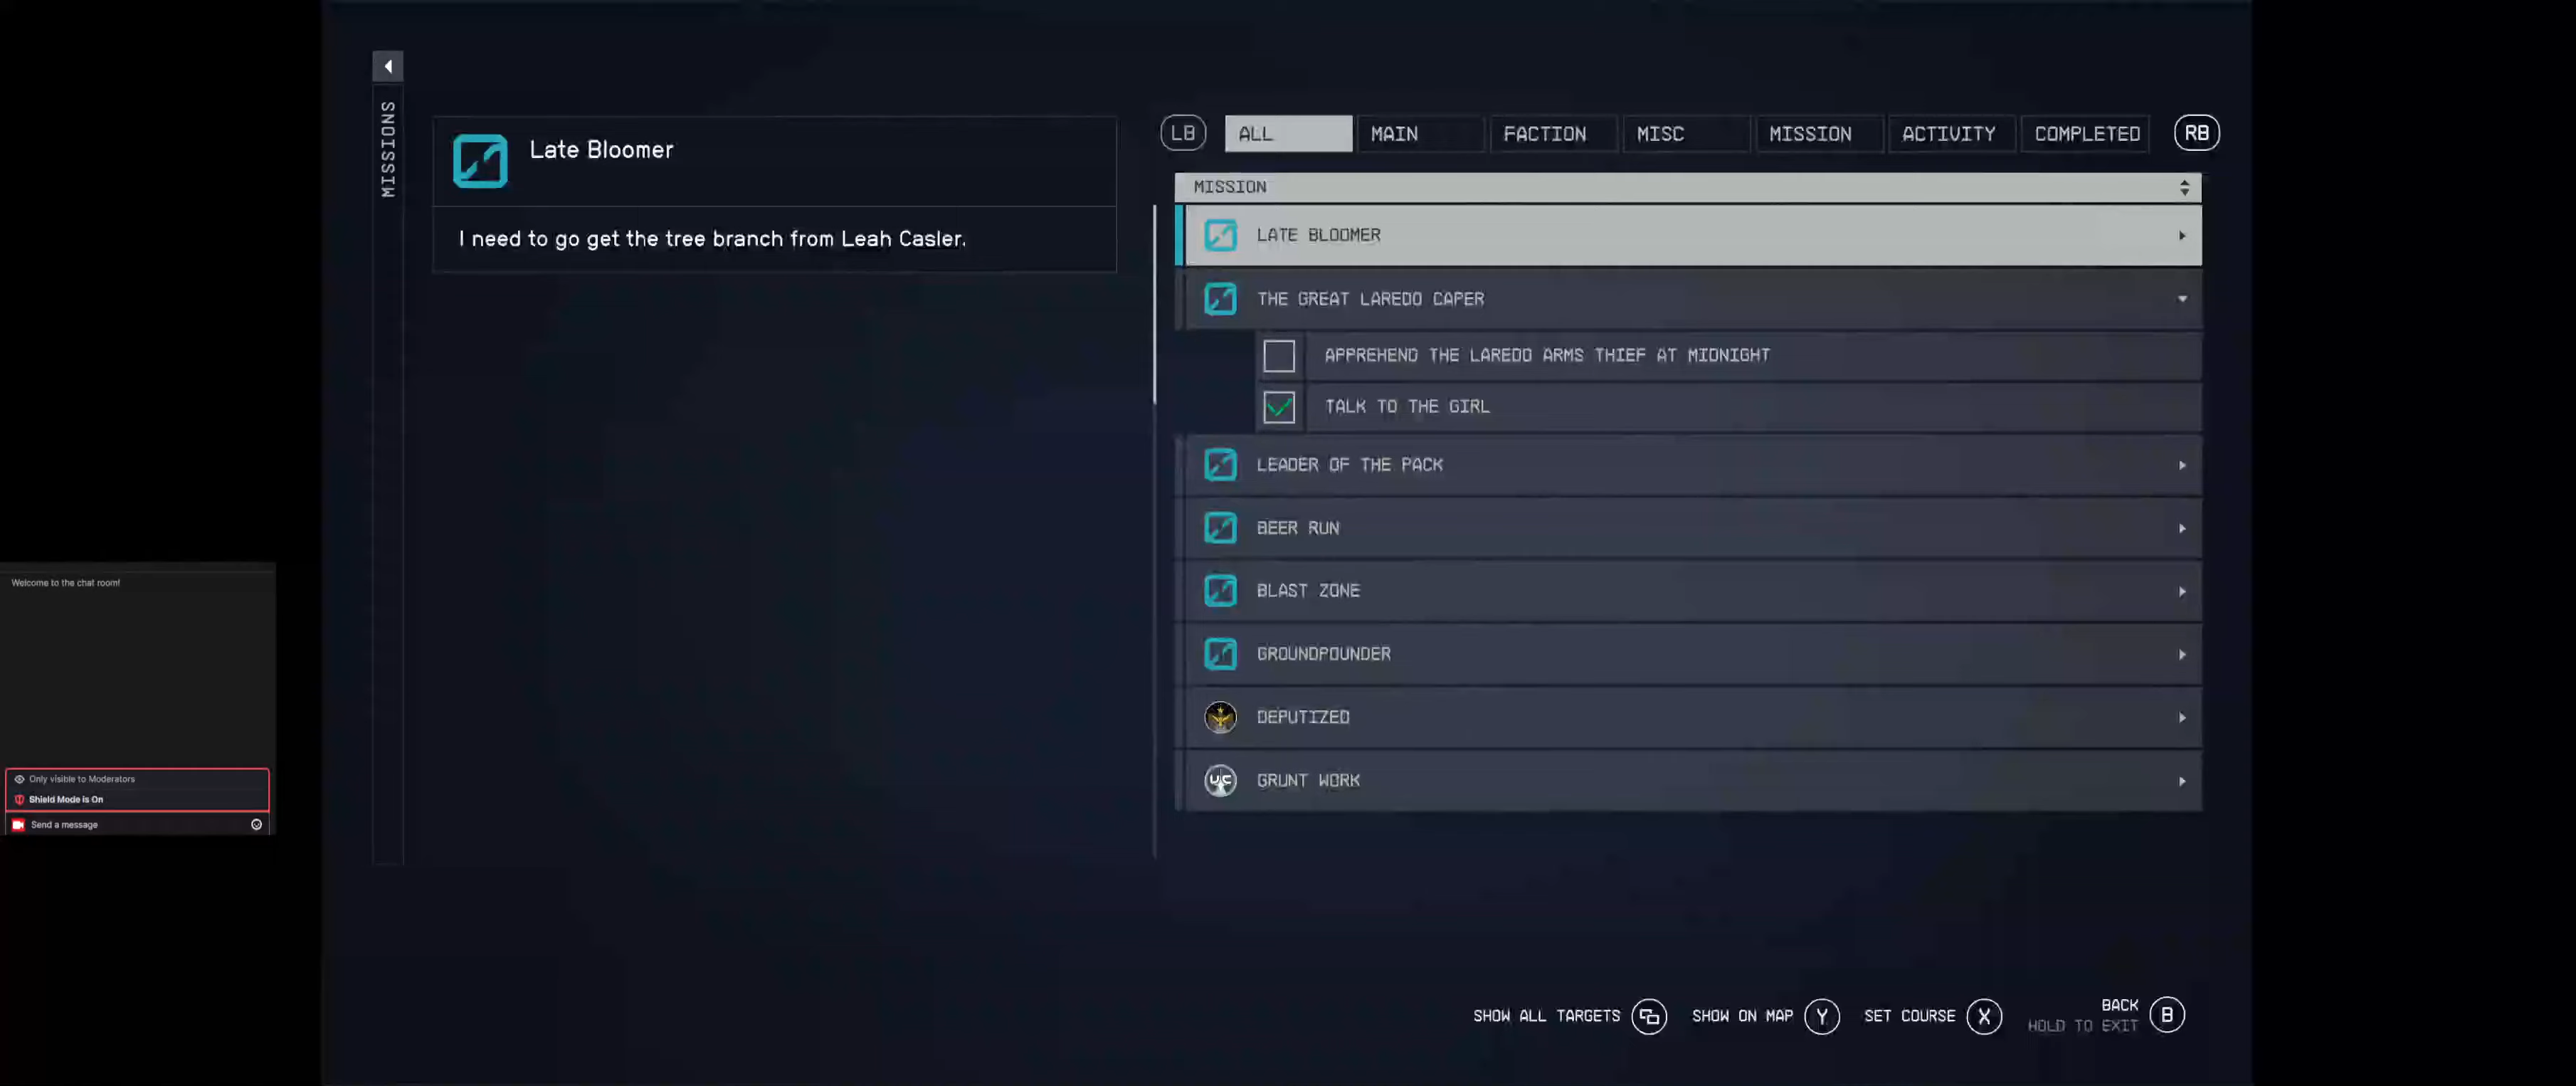 MISSIONS
Late Bloomer
I need to go get the tree branch from Leah Casler.
LB ALL MAIN FACTION MISC MISSION ACTIVITY COMPLETED RB
MISSION
LATE BLOOMER
THE GREAT LAREDO CAPER
APPREHEND THE LAREDO ARMS THIEF AT MIDNIGHT
TALK TO THE GIRL
LEADER OF THE PACK
BEER RUN
BLAST ZONE
GROUNDPOUNDER
DEPUTIZED
UC GRUNT WORK
Welcome to the chat room!
Only visible to Moderators
Shield Mode is On
Send a message
SHOW ALL TARGETS SHOW ON MAP Y SET COURSE X BACK B
HOLD TO EXIT